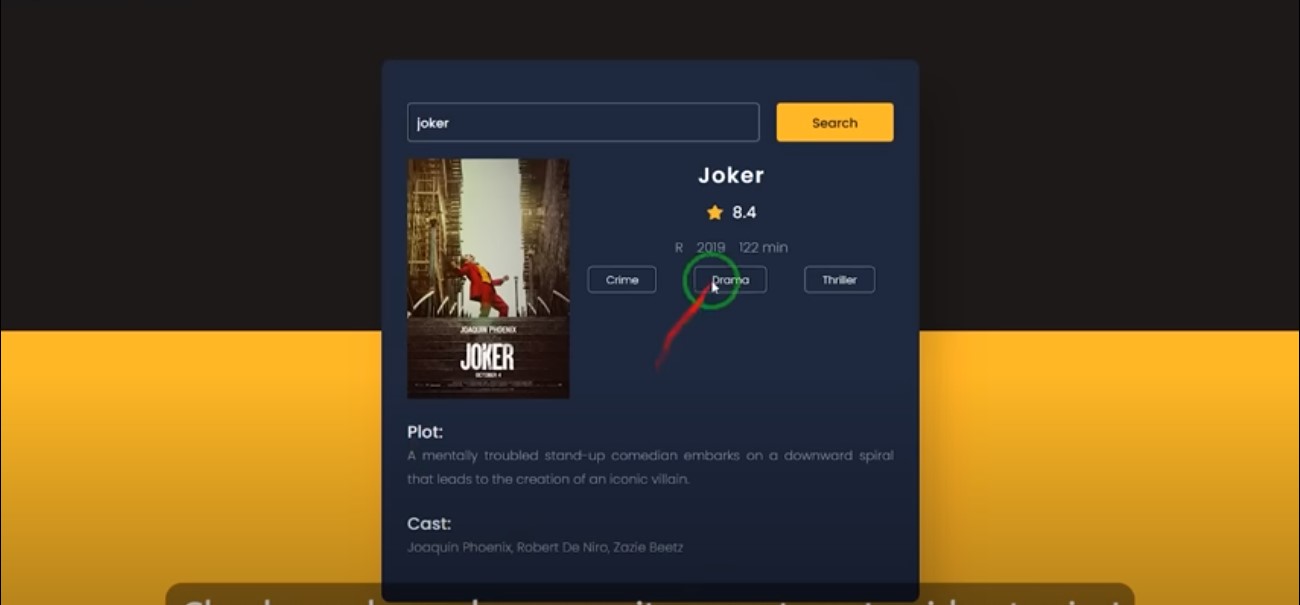 joker
Search
Joker
8.4
R 2019 122 min
Crime
Drama
Thriller
JOAQUIN PHOENIX
JOKER
OCTOBER 4
Plot:
A mentally troubled stand-up comedian embarks on a downward spiral
that leads to the creation of an iconic villain.
Cast:
Joaquin Phoenix, Robert De Niro, Zazie Beetz